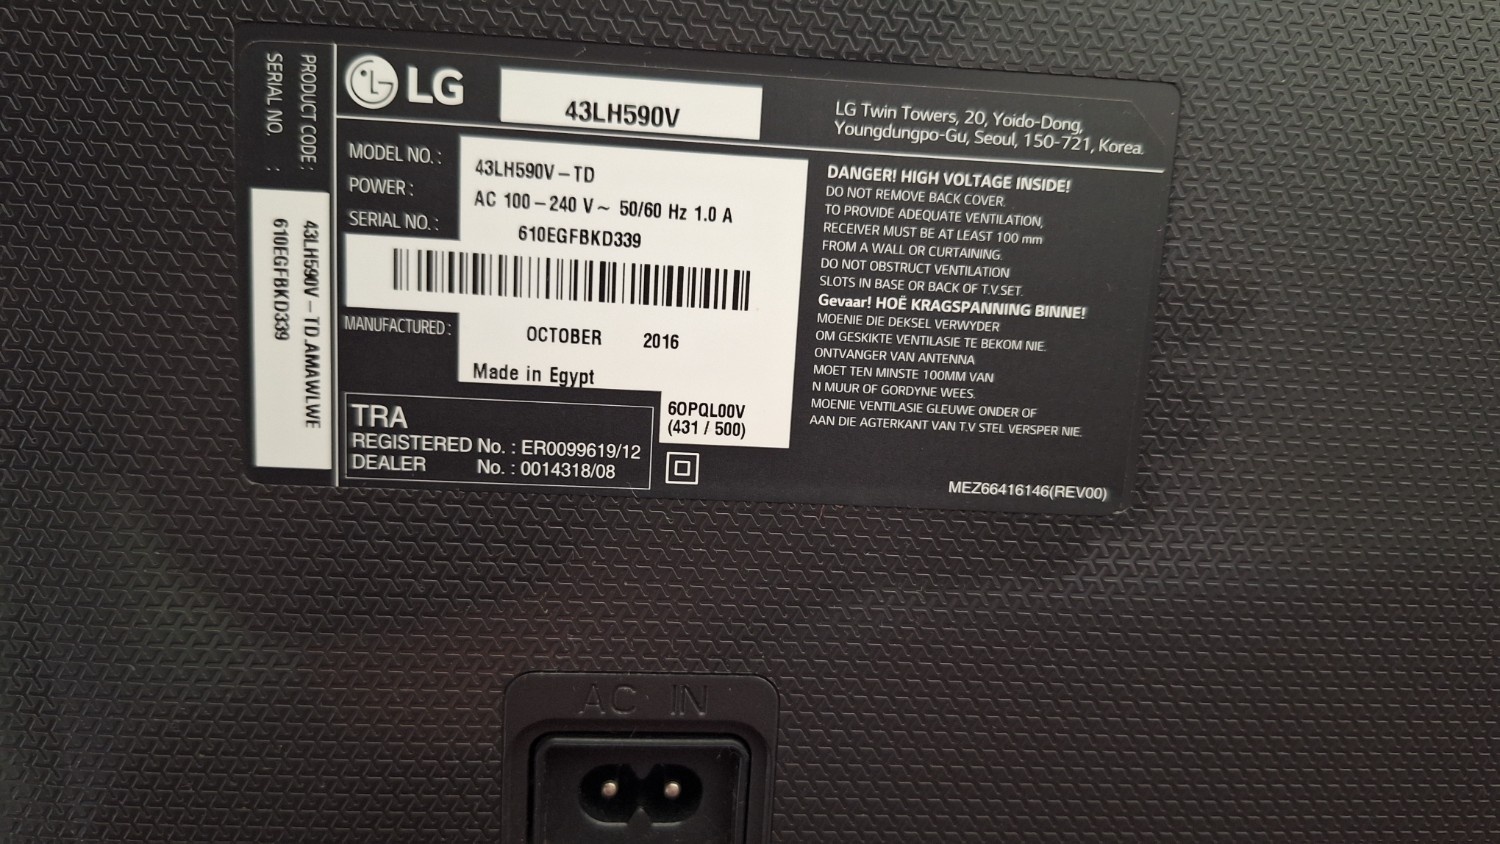 PRODUCT CODE :
SERIAL NO. :
43LH590V-TD.AMAWLWE
610EGFBKD339
LG
43LH590V
LG Twin Towers, 20, Yoido-Dong,
Youngdungpo-Gu, Seoul, 150-721, Korea.
MODEL NO. : 43LH590V-TD
POWER : AC 100-240 V~ 50/60 Hz 1.0 A
SERIAL NO. : 610EGFBKD339
MANUFACTURED : OCTOBER 2016
Made in Egypt
6OPQL00V
(431 / 500)
TRA
REGISTERED No. : ER0099619/12
DEALER No. : 0014318/08
DANGER! HIGH VOLTAGE INSIDE!
DO NOT REMOVE BACK COVER.
TO PROVIDE ADEQUATE VENTILATION,
RECEIVER MUST BE AT LEAST 100 mm
FROM A WALL OR CURTAINING.
DO NOT OBSTRUCT VENTILATION
SLOTS IN BASE OR BACK OF T.V.SET.
Gevaar! HOË KRAGSPANNING BINNE!
MOENIE DIE DEKSEL VERWYDER
OM GESKIKTE VENTILASIE TE BEKOM NIE.
ONTVANGER VAN ANTENNA
MOET TEN MINSTE 100MM VAN
N MUUR OF GORDYNE WEES.
MOENIE VENTILASIE GLEUWE ONDER OF
AAN DIE AGTERKANT VAN T.V STEL VERSPER NIE.
MEZ66416146(REV00)
AC IN